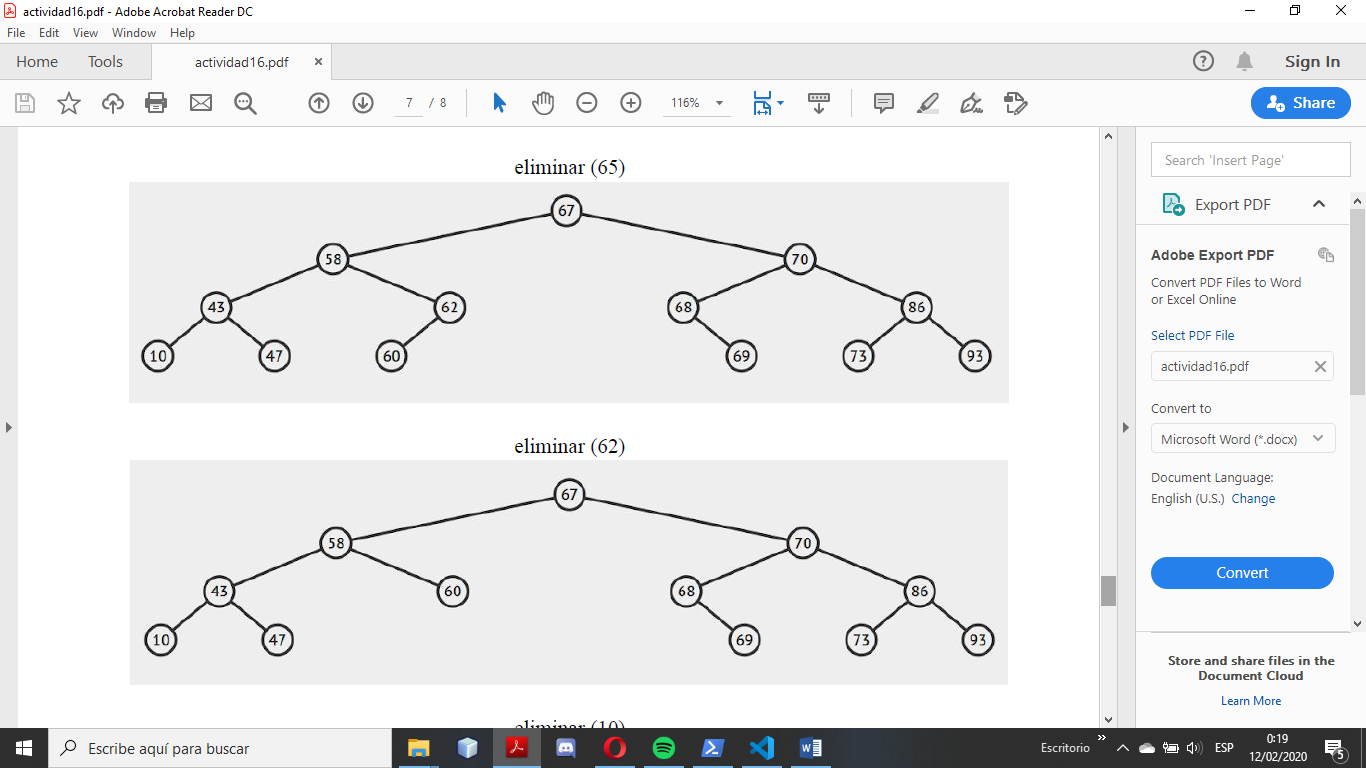 actividad16.pdf - Adobe Acrobat Reader DC
File Edit View Window Help
Home Tools actividad16.pdf × Sign In
7 / 8 116% Share
eliminar (65)
67
58 70
43 62 68 86
10 47 60 69 73 93
eliminar (62)
67
58 70
43 60 68 86
10 47 69 73 93
eliminar (10)
Search 'Insert Page'
Export PDF
Adobe Export PDF
Convert PDF Files to Word
or Excel Online
Select PDF File
actividad16.pdf
Convert to
Microsoft Word (*.docx)
Document Language:
English (U.S.) Change
Convert
Store and share files in the
Document Cloud
Learn More
Escribe aquí para buscar
Escritorio » ESP 0:19
12/02/2020 5